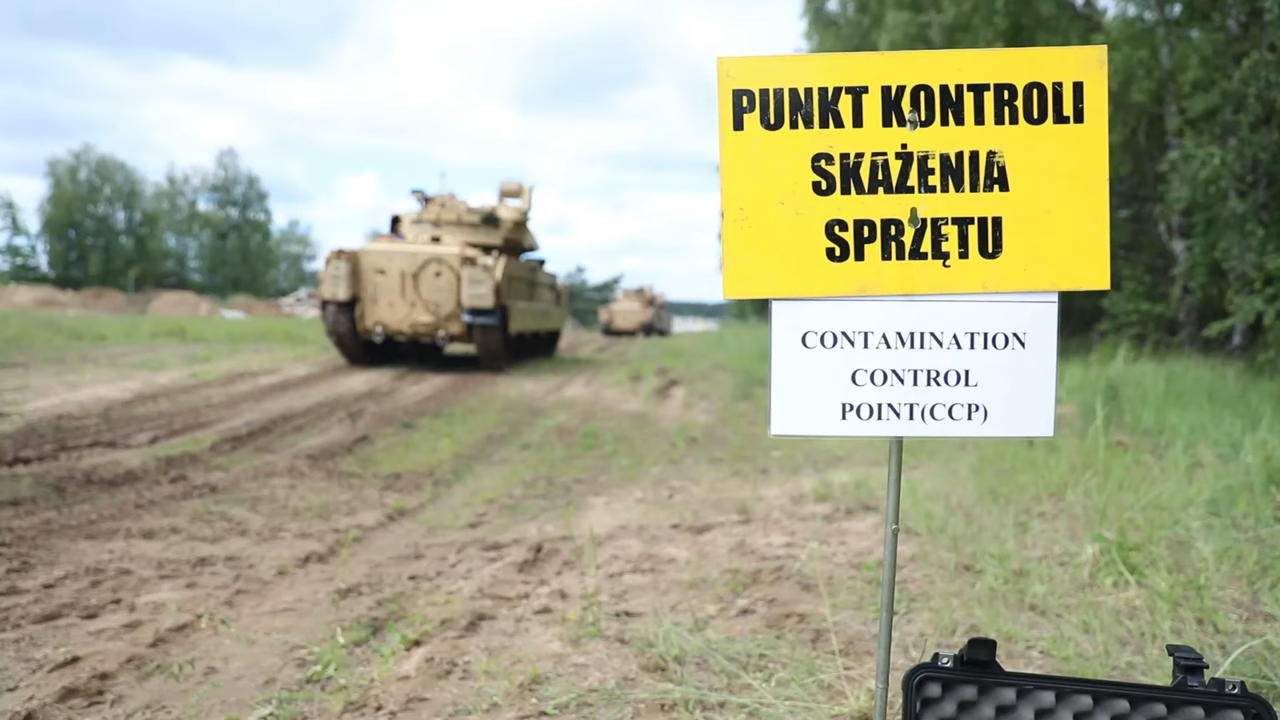 PUNKT KONTROLI
SKAŻENIA
SPRZĘTU
CONTAMINATION
CONTROL
POINT(CCP)